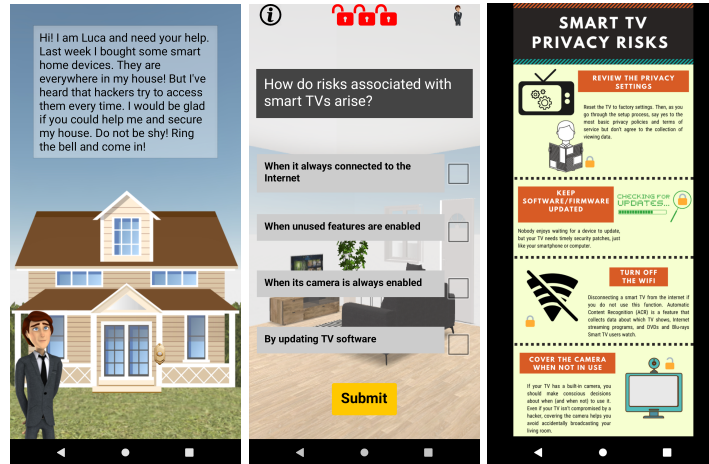 Hi! I am Luca and need your help.
Last week I bought some smart
home devices. They are
everywhere in my house! But I've
heard that hackers try to access
them every time. I would be glad
if you could help me and secure
my house. Do not be shy! Ring
the bell and come in!
How do risks associated with
smart TVs arise?
When it always connected to the
Internet
When unused features are enabled
When its camera is always enabled
By updating TV software
Submit
SMART TV
PRIVACY RISKS
REVIEW THE PRIVACY
SETTINGS
Reset the TV to factory settings. Then, as
you go through the setup process, say yes to the
most basic privacy policies and terms of
service but don't agree to the collection of
viewing data.
KEEP
SOFTWARE/FIRMWARE
UPDATED
CHECKING FOR
UPDATES...
Nobody enjoys waiting for a device to update,
but your TV needs timely security patches, just
like your smartphone or computer.
TURN OFF
THE WIFI
Disconnecting a smart TV from the internet if
you do not use this function. Automatic
Content Recognition (ACR) is a feature that
collects data about which TV shows, Internet
streaming programs, and DVDs and Blu-rays
Smart TV users watch.
COVER THE CAMERA
WHEN NOT IN USE
If your TV has a built-in camera, you
should make conscious decisions
about when (and when not) to use it.
Even if your TV isn't compromised by a
hacker, covering the camera helps you
avoid accidentally broadcasting your
living room.